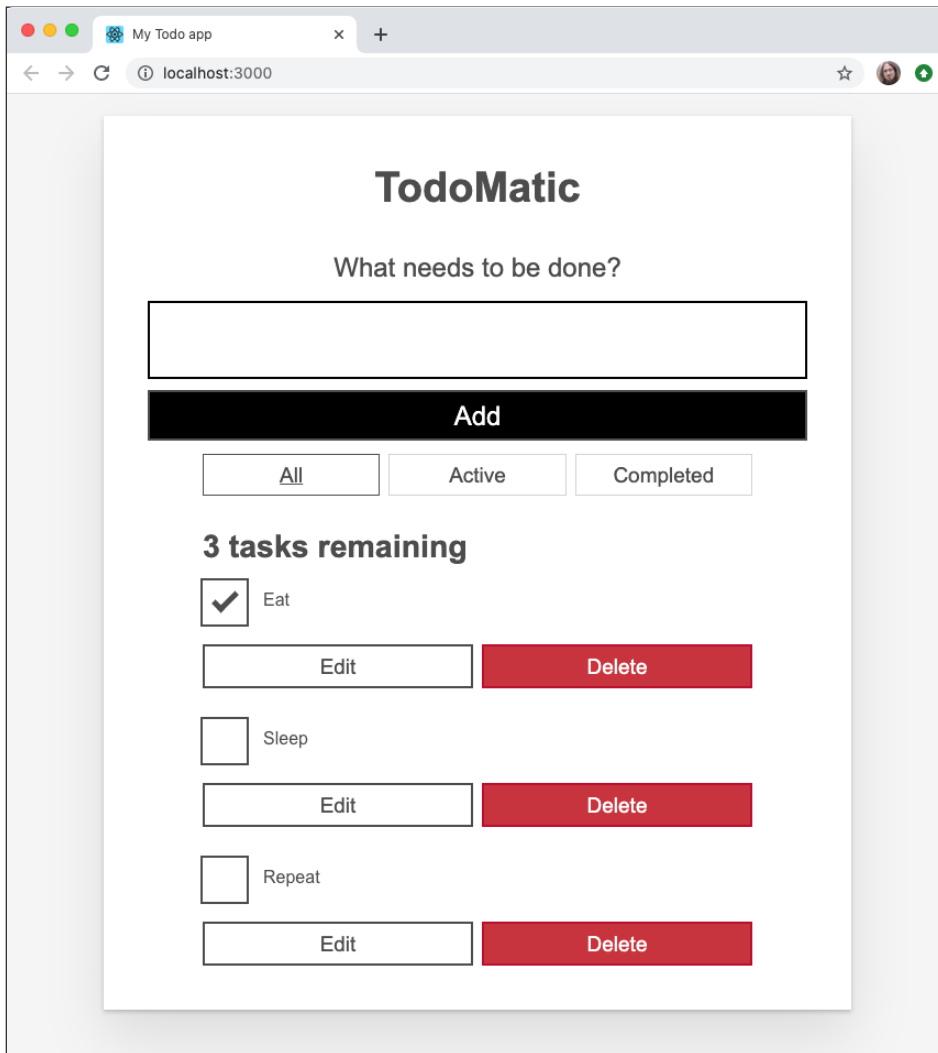 My Todo app
localhost:3000
TodoMatic
What needs to be done?
Add
All Active Completed
3 tasks remaining
Eat
Edit Delete
Sleep
Edit Delete
Repeat
Edit Delete